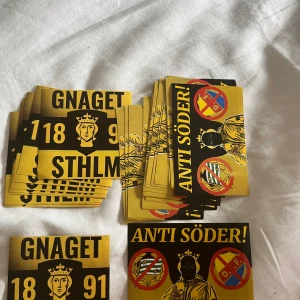 GNAGET
18 91
STHLM
ANTI SÖDER!
GNAGET
18 91
ANTI SÖDER!